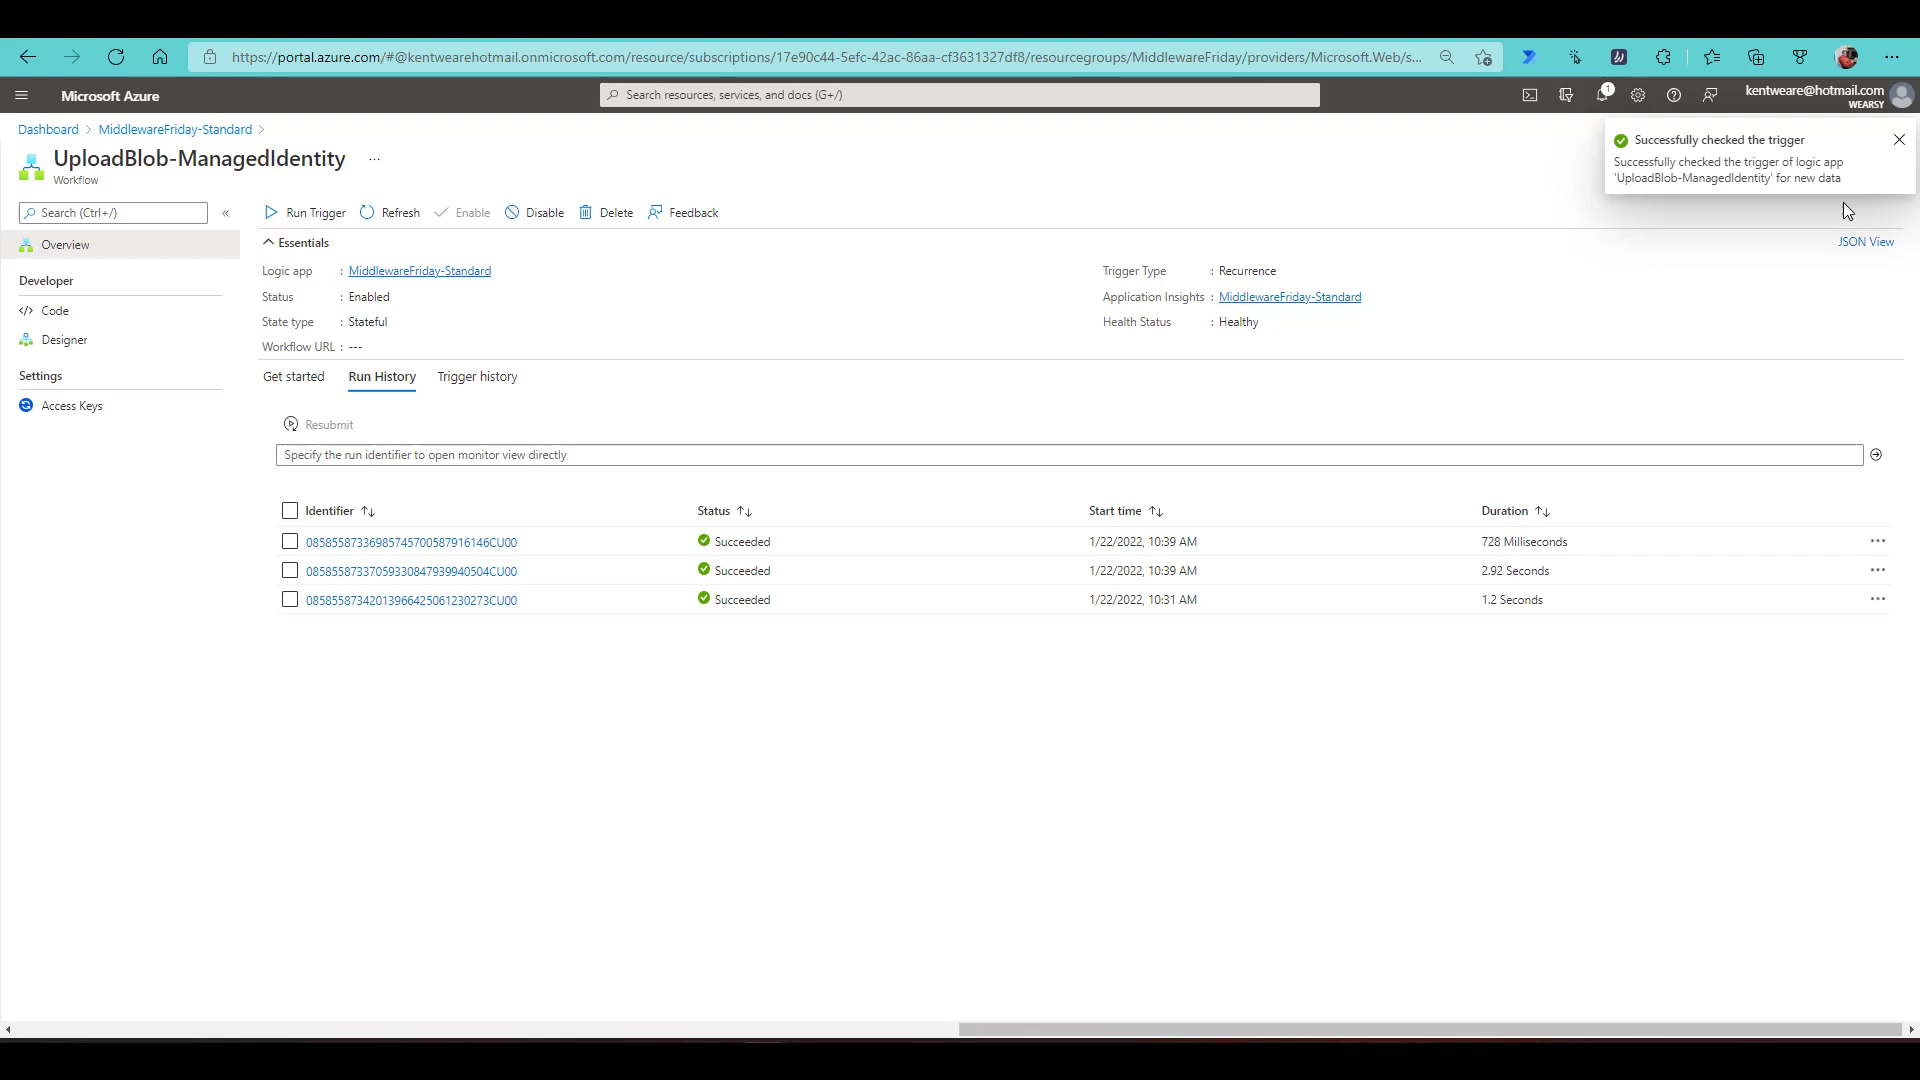 https://portal.azure.com/#@kentwearehotmail.onmicrosoft.com/resource/subscriptions/17e90c44-5efc-42ac-86aa-cf3631327df8/resourcegroups/MiddlewareFriday/providers/Microsoft.Web/s...
Microsoft Azure
Search resources, services, and docs (G+/)
1
kentweare@hotmail.com
WEARSY
Dashboard > MiddlewareFriday-Standard >
UploadBlob-ManagedIdentity ...
Workflow
Successfully checked the trigger
Successfully checked the trigger of logic app
'UploadBlob-ManagedIdentity' for new data
Search (Ctrl+/)
«
Run Trigger
Refresh
Enable
Disable
Delete
Feedback
Overview
Developer
Code
Designer
Settings
Access Keys
Essentials
JSON View
Logic app : MiddlewareFriday-Standard
Status : Enabled
State type : Stateful
Workflow URL : ---
Trigger Type : Recurrence
Application Insights : MiddlewareFriday-Standard
Health Status : Healthy
Get started
Run History
Trigger history
Resubmit
Specify the run identifier to open monitor view directly
Identifier Status Start time Duration
08585587336985745700587916146CU00 Succeeded 1/22/2022, 10:39 AM 728 Milliseconds ...
08585587337059330847939940504CU00 Succeeded 1/22/2022, 10:39 AM 2.92 Seconds ...
08585587342013966425061230273CU00 Succeeded 1/22/2022, 10:31 AM 1.2 Seconds ...